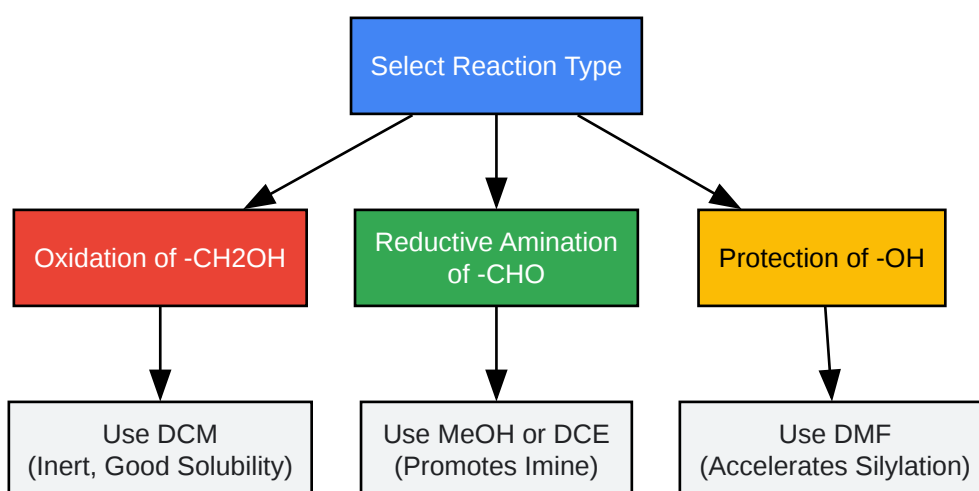 Select Reaction Type
Oxidation of -CH2OH
Reductive Amination
of -CHO
Protection of -OH
Use DCM
(Inert, Good Solubility)
Use MeOH or DCE
(Promotes Imine)
Use DMF
(Accelerates Silylation)